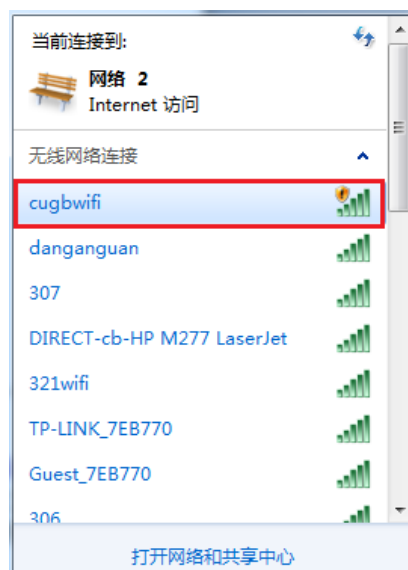 当前连接到:
网络 2
Internet 访问
无线网络连接
cugbwifi
danganguan
307
DIRECT-cb-HP M277 LaserJet
321wifi
TP-LINK_7EB770
Guest_7EB770
306
打开网络和共享中心